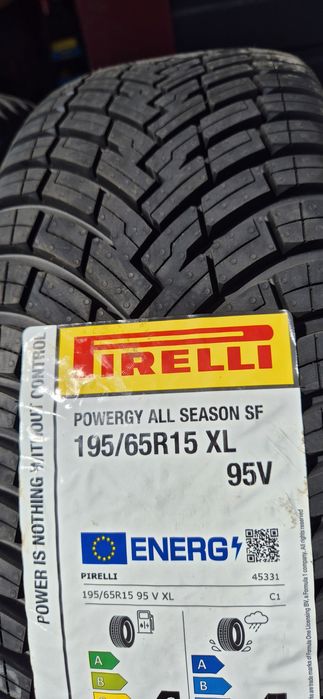 PIRELLI
POWERGY ALL SEASON SF
195/65R15 XL
95V
POWER IS NOTHING WITHOUT CONTROL
ENERG
PIRELLI 45331
195/65R15 95 V XL C1
A A
B B